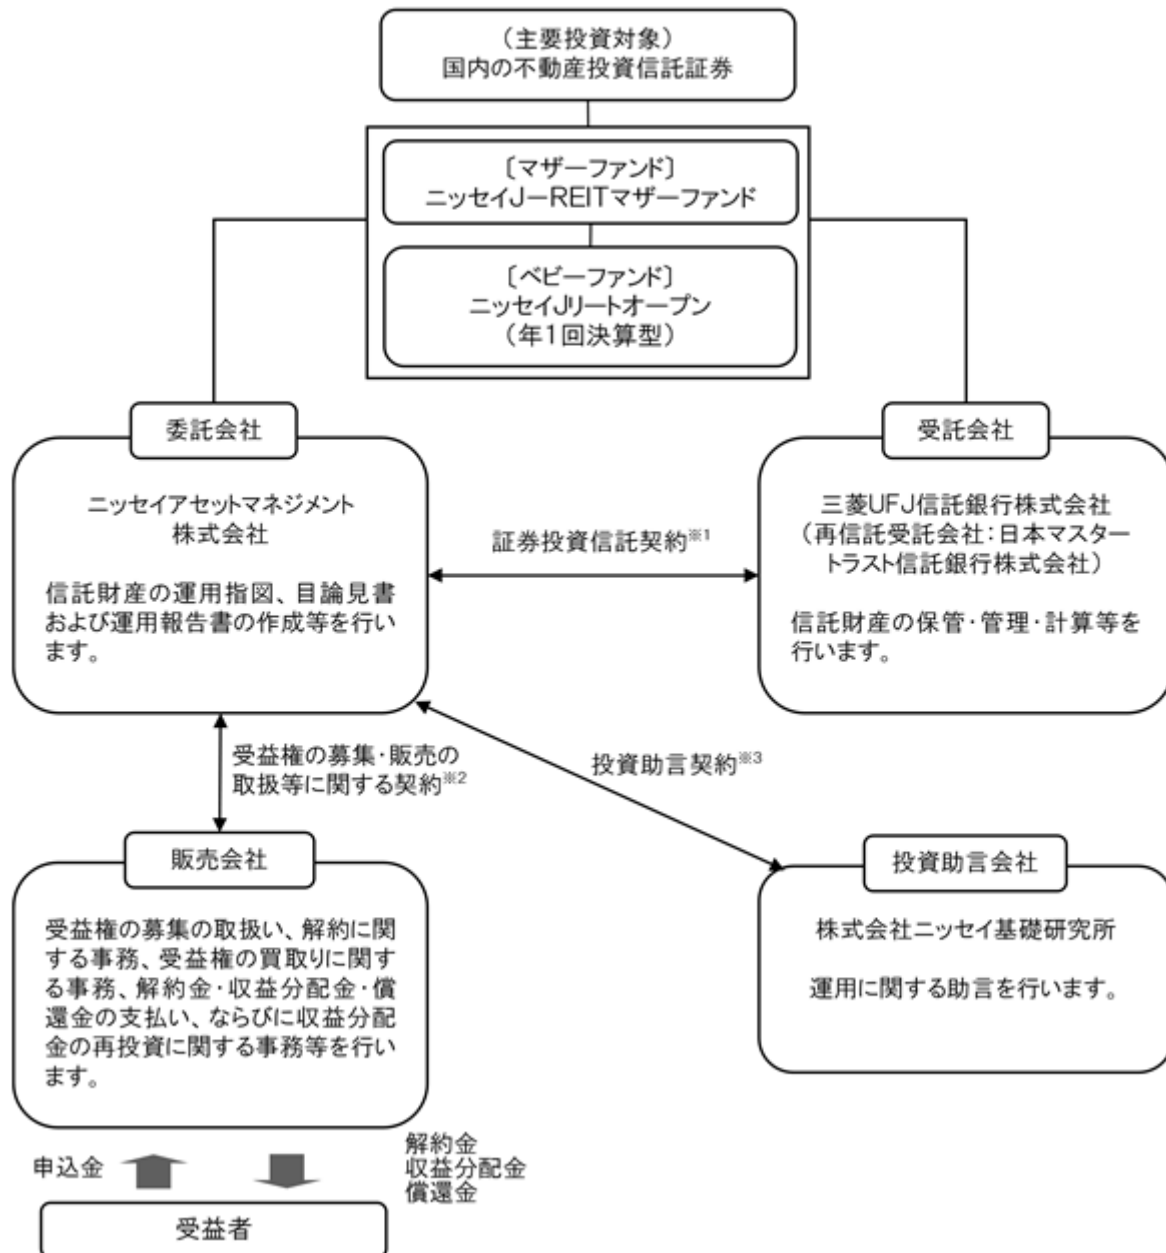 （主要投資対象）
国内の不動産投資信託証券
〔マザーファンド〕
ニッセイJ－REITマザーファンド
〔ベビーファンド〕
ニッセイJリートオープン
（年1回決算型）
委託会社
ニッセイアセットマネジメント
株式会社
信託財産の運用指図、目論見書
および運用報告書の作成等を行い
ます。
証券投資信託契約※1
受託会社
三菱UFJ信託銀行株式会社
（再信託受託会社：日本マスター
トラスト信託銀行株式会社）
信託財産の保管・管理・計算等を
行います。
受益権の募集・販売の
取扱等に関する契約※2
投資助言契約※3
販売会社
受益権の募集の取扱い、解約に関
する事務、受益権の買取りに関す
る事務、解約金・収益分配金・償
還金の支払い、ならびに収益分配
金の再投資に関する事務等を行い
ます。
投資助言会社
株式会社ニッセイ基礎研究所
運用に関する助言を行います。
申込金
解約金
収益分配金
償還金
受益者